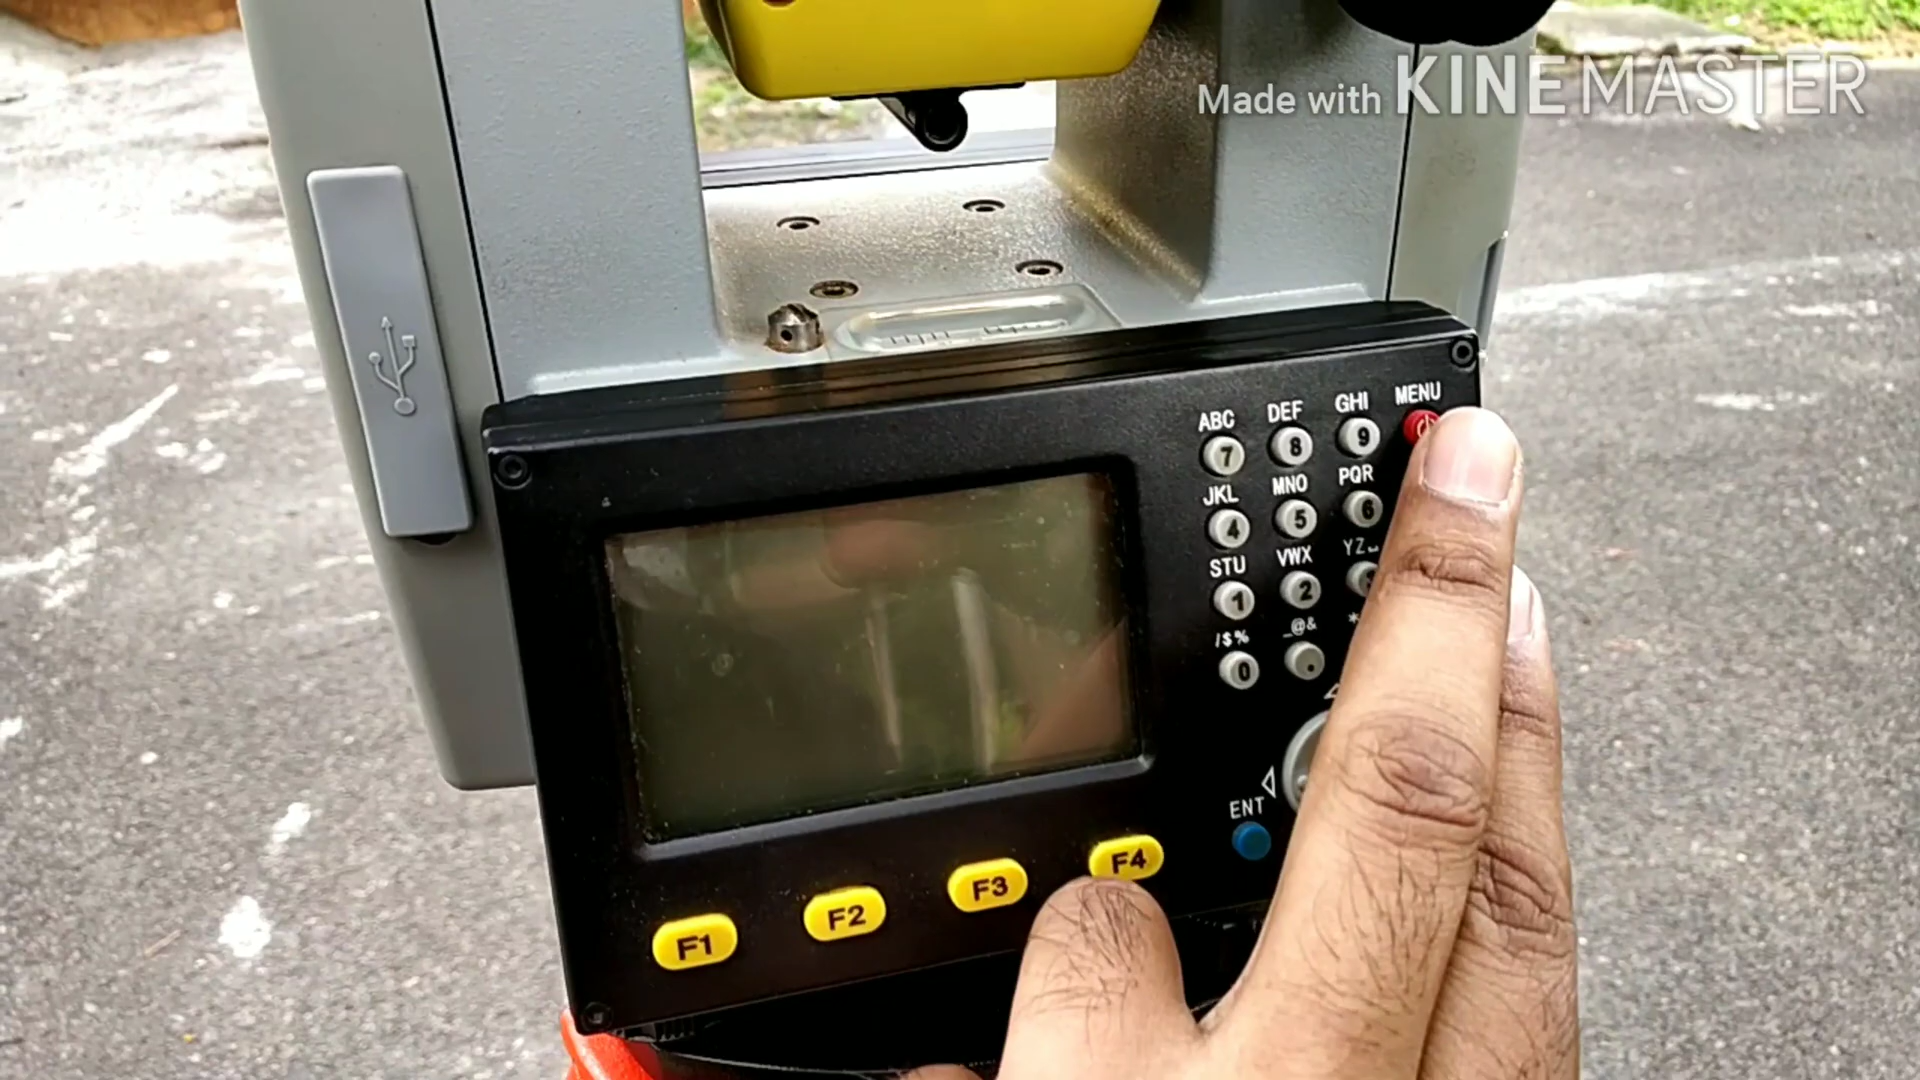 Made with KINEMASTER
ABC DEF GHI MENU
7 8 9
JKL MNO PQR
4 5 6
STU VWX YZ
1 2
/$% _@& *
0 .
ENT
F1 F2 F3 F4